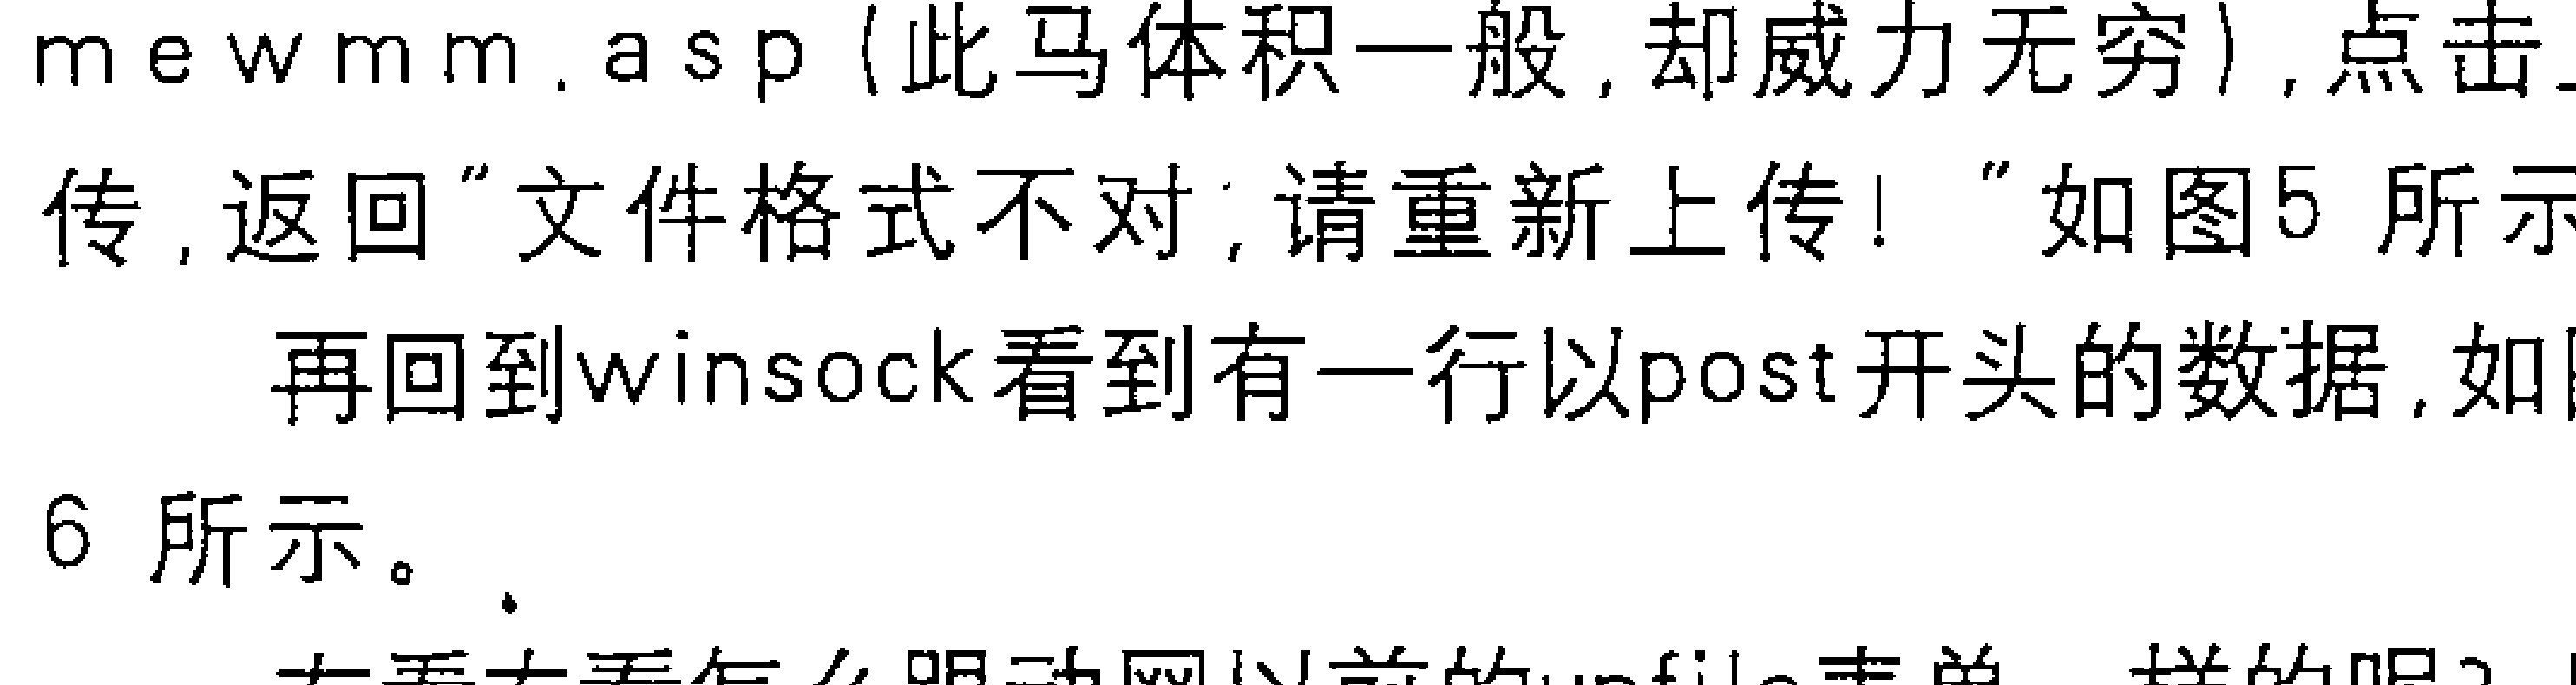 mewmm.asp(此马体积一般,却威力无穷),点击
传,返回"文件格式不对,请重新上传!"如图5 所示
再回到winsock看到有一行以post开头的数据,如
6 所示。